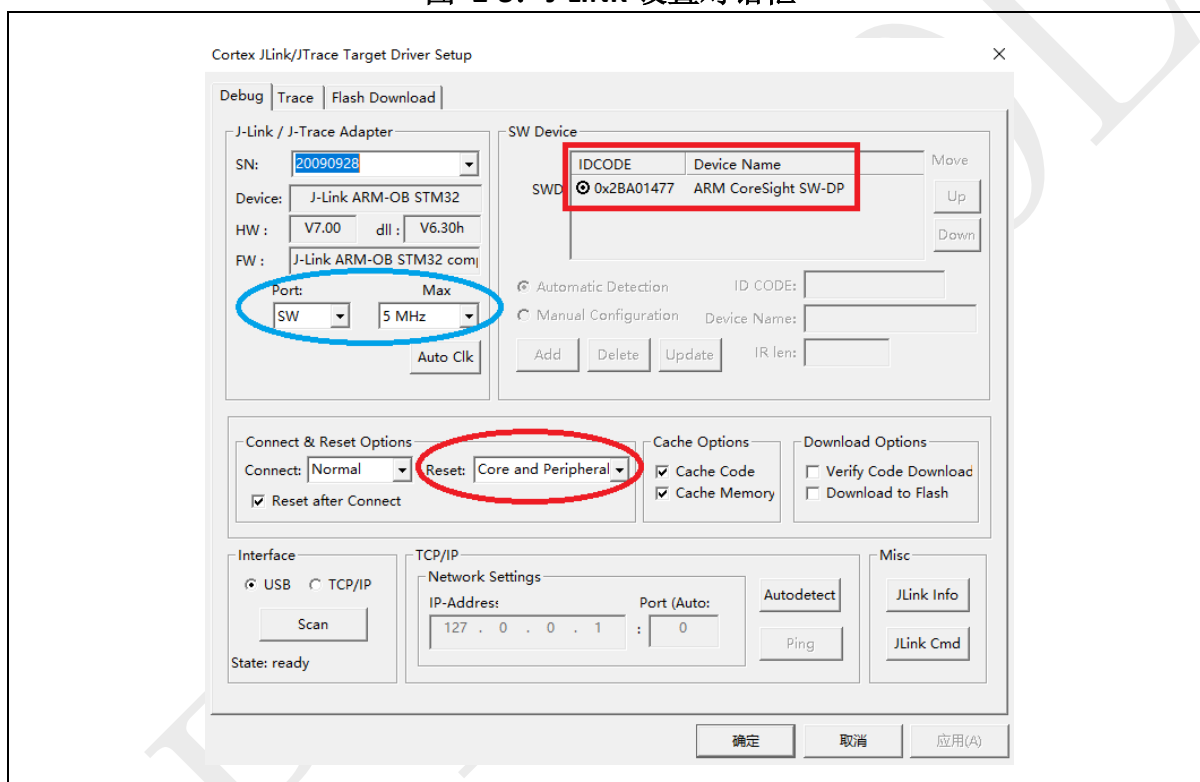 Cortex JLink/JTrace Target Driver Setup
Debug Trace Flash Download
J-Link / J-Trace Adapter
SN: 20090928
Device: J-Link ARM-OB STM32
HW : V7.00 dll : V6.30h
FW : J-Link ARM-OB STM32 com
Port: Max
SW 5 MHz
Auto Clk
SW Device
IDCODE Device Name
SWD 0x2BA01477 ARM CoreSight SW-DP
Move
Up
Down
Automatic Detection ID CODE:
Manual Configuration Device Name:
Add Delete Update IR len:
Connect & Reset Options
Connect: Normal Reset: Core and Peripheral
Reset after Connect
Cache Options
Cache Code
Cache Memory
Download Options
Verify Code Download
Download to Flash
Interface
USB TCP/IP
Scan
State: ready
TCP/IP
Network Settings
IP-Address: Port (Auto:
127 . 0 . 0 . 1 : 0
Autodetect
Ping
Misc
JLink Info
JLink Cmd
确定 取消 应用(A)